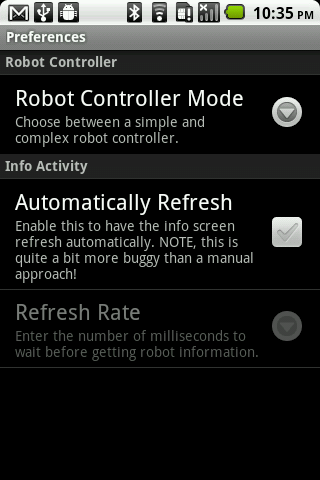 10:35 PM
Preferences
Robot Controller
Robot Controller Mode
Choose between a simple and
complex robot controller.
Info Activity
Automatically Refresh
Enable this to have the info screen
refresh automatically. NOTE, this is
quite a bit more buggy than a manual
approach!
Refresh Rate
Enter the number of milliseconds to
wait before getting robot information.